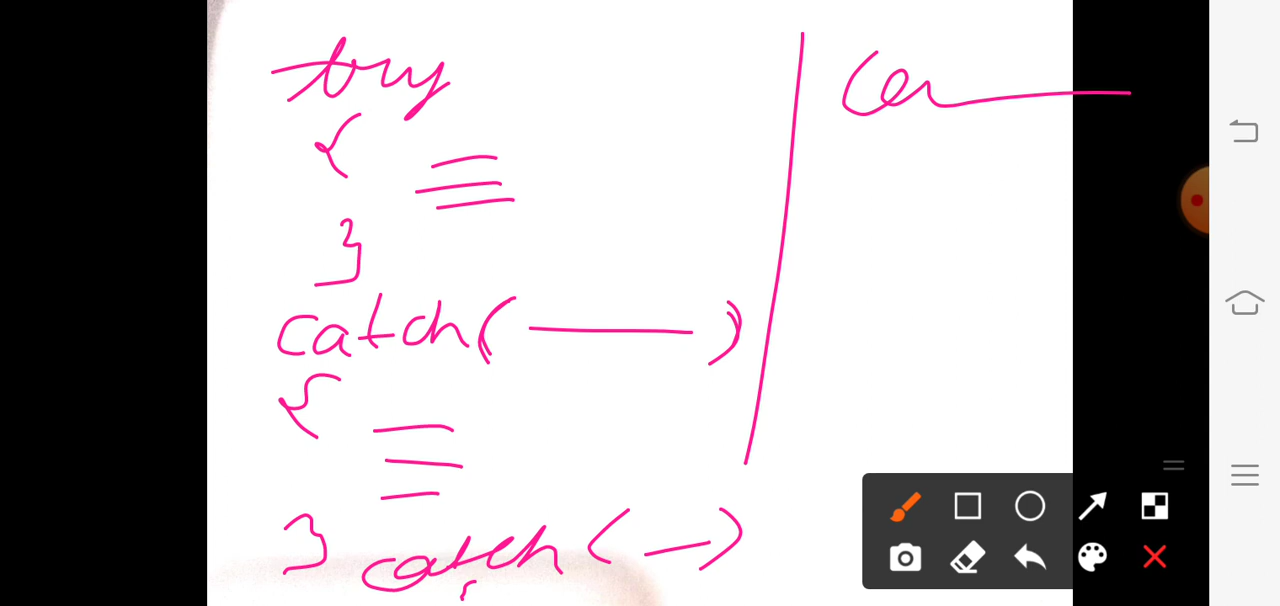 try
{
}
catch( )
{
} catch( )
{